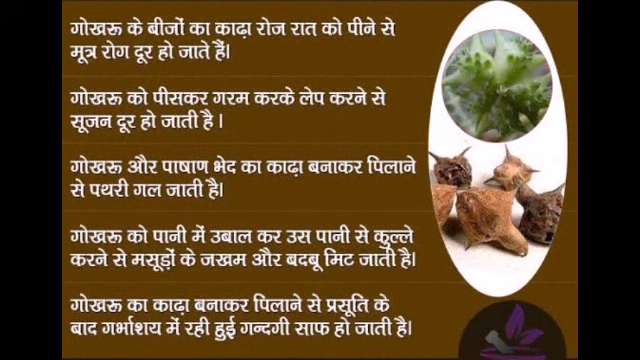 गोखरू के बीजों का काढ़ा रोज रात को पीने से
मूत्र रोग दूर हो जाते हैं।
गोखरू को पीसकर गरम करके लेप करने से
सूजन दूर हो जाती है ।
गोखरू और पाषाण भेद का काढ़ा बनाकर पिलाने
से पथरी गल जाती है।
गोखरू को पानी में उबाल कर उस पानी से कुल्ले
करने से मसूड़ों के जखम और बदबू मिट जाती है।
गोखरू का काढ़ा बनाकर पिलाने से प्रसूति के
बाद गर्भाशय में रही हुई गन्दगी साफ हो जाती है।